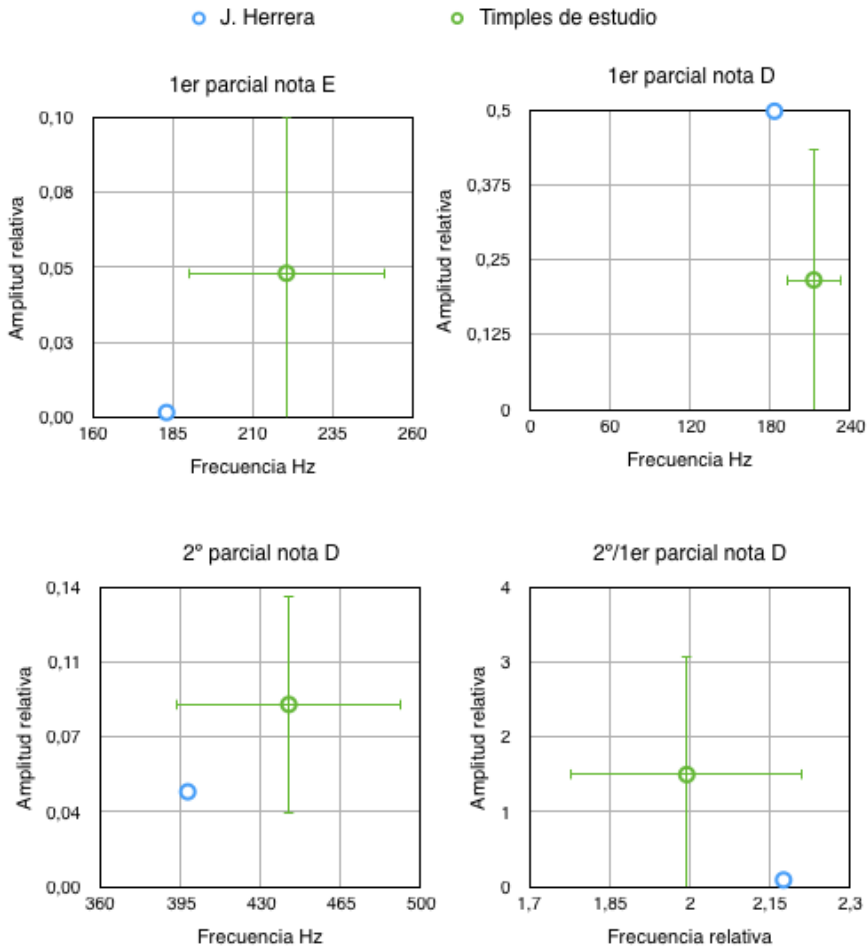 J. Herrera
Timples de estudio
1er parcial nota E
Amplitud relativa
0,10
0,08
0,05
0,03
0,00
160 185 210 235 260
Frecuencia Hz
1er parcial nota D
Amplitud relativa
0,5
0,375
0,25
0,125
0
0 60 120 180 240
Frecuencia Hz
2º parcial nota D
Amplitud relativa
0,14
0,11
0,07
0,04
0,00
360 395 430 465 500
Frecuencia Hz
2º/1er parcial nota D
Amplitud relativa
4
3
2
1
0
1,7 1,85 2 2,15 2,3
Frecuencia relativa